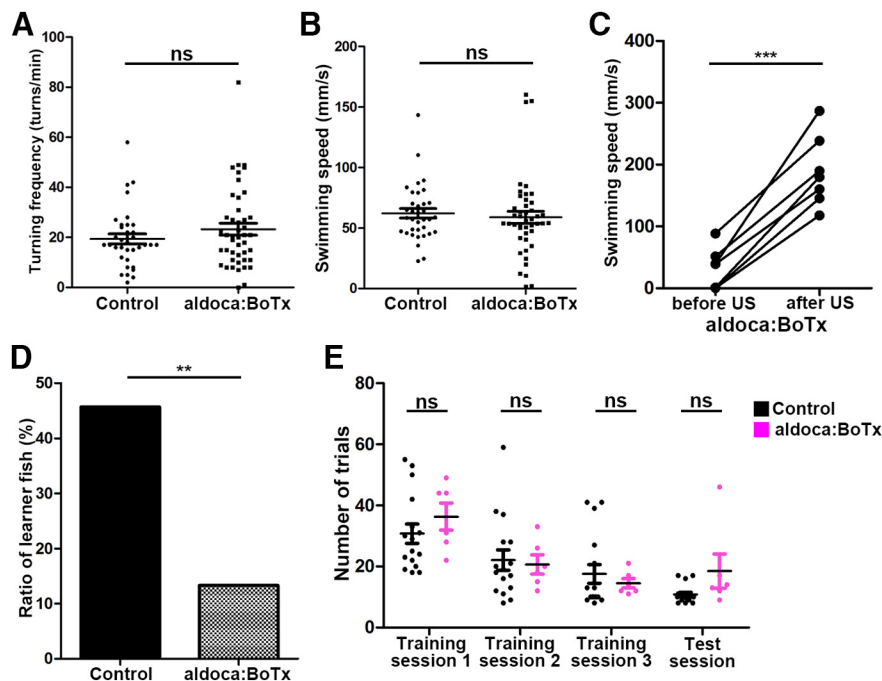 A
Turning frequency (turns/min)
100
80
60
40
20
0
ns
Control
aldoca:BoTx
B
Swimming speed (mm/s)
200
150
100
50
0
ns
Control
aldoca:BoTx
C
Swimming speed (mm/s)
400
300
200
100
0
***
before US
after US
aldoca:BoTx
D
Ratio of learner fish (%)
50
40
30
20
10
0
**
Control
aldoca:BoTx
E
Number of trials
80
60
40
20
0
ns
ns
ns
ns
Training session 1
Training session 2
Training session 3
Test session
Control
aldoca:BoTx